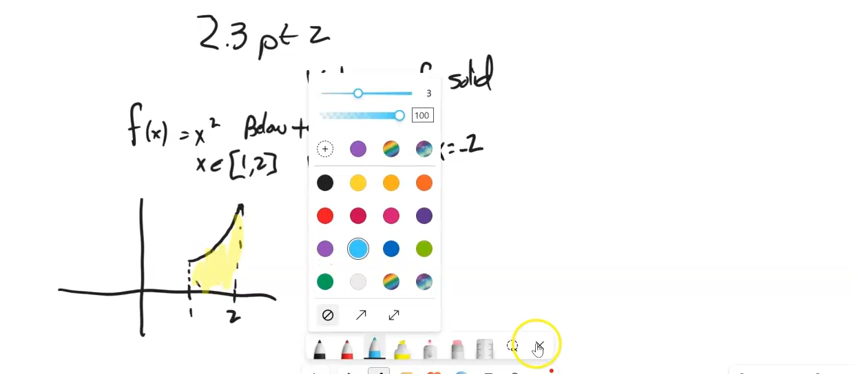 2.3 pt 2
solid
3
f(x) = x² Below
100
x ∈ [1,2]
x = -2
1 2